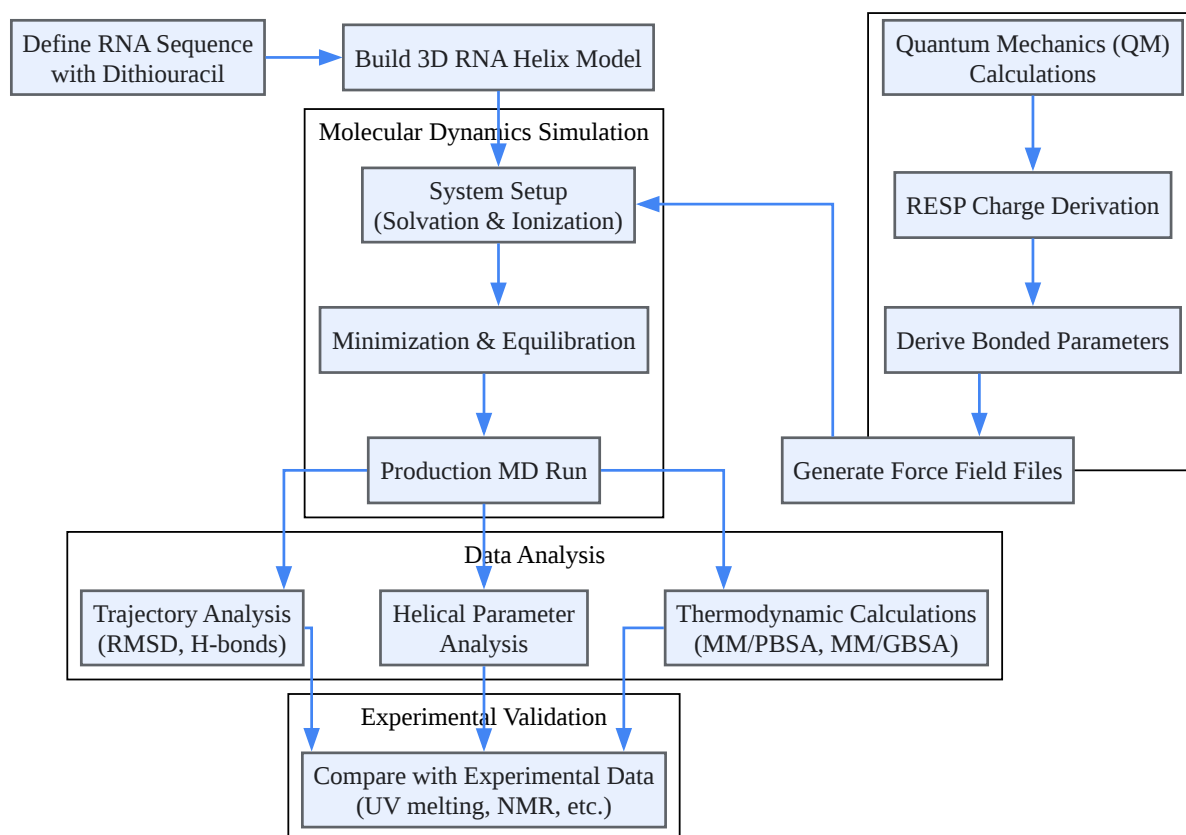 Define RNA Sequence
with Dithiouracil
Build 3D RNA Helix Model
Quantum Mechanics (QM)
Calculations
Molecular Dynamics Simulation
System Setup
(Solvation & Ionization)
RESP Charge Derivation
Minimization & Equilibration
Derive Bonded Parameters
Production MD Run
Generate Force Field Files
Data Analysis
Trajectory Analysis
(RMSD, H-bonds)
Helical Parameter
Analysis
Thermodynamic Calculations
(MM/PBSA, MM/GBSA)
Experimental Validation
Compare with Experimental Data
(UV melting, NMR, etc.)